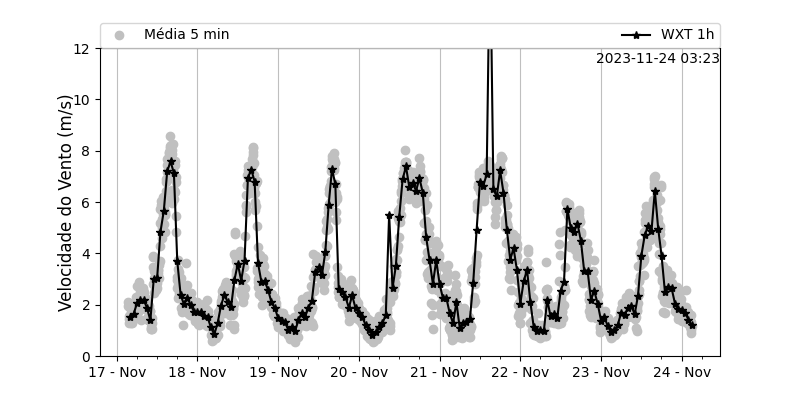 Média 5 min
WXT 1h
2023-11-24 03:23
Velocidade do Vento (m/s)
12
10
8
6
4
2
0
17 - Nov
18 - Nov
19 - Nov
20 - Nov
21 - Nov
22 - Nov
23 - Nov
24 - Nov